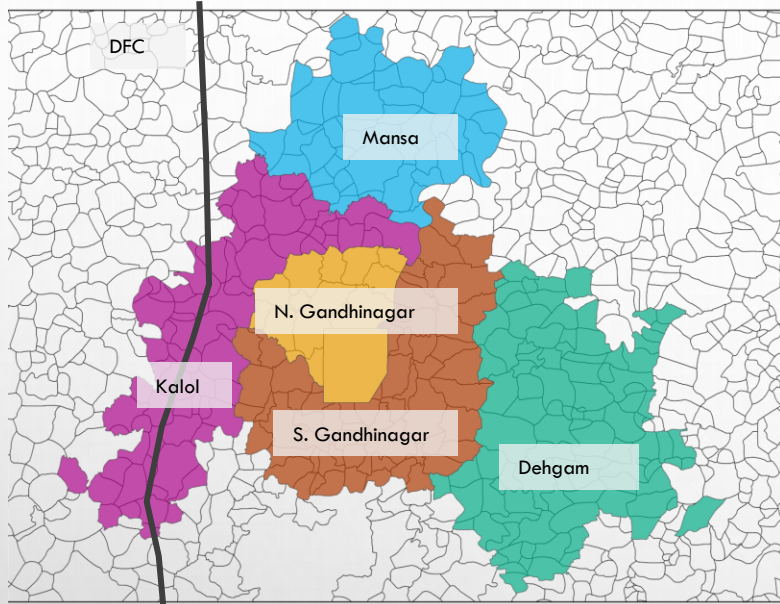 DFC
Mansa
N. Gandhinagar
Kalol
S. Gandhinagar
Dehgam